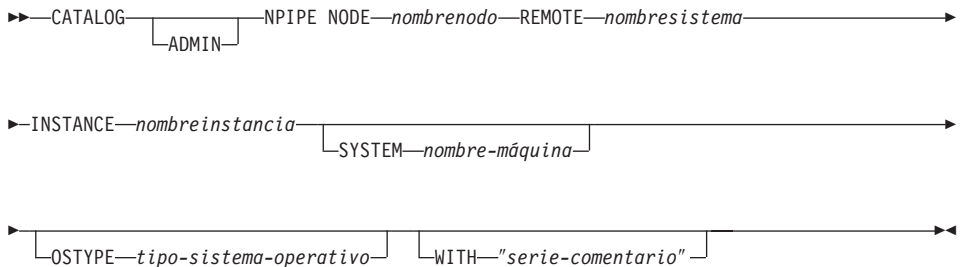 CATALOG NPIPE NODE nombrenodo REMOTE nombresistema
ADMIN
INSTANCE nombreinstancia
SYSTEM nombre-máquina
OSTYPE tipo-sistema-operativo WITH "serie-comentario"